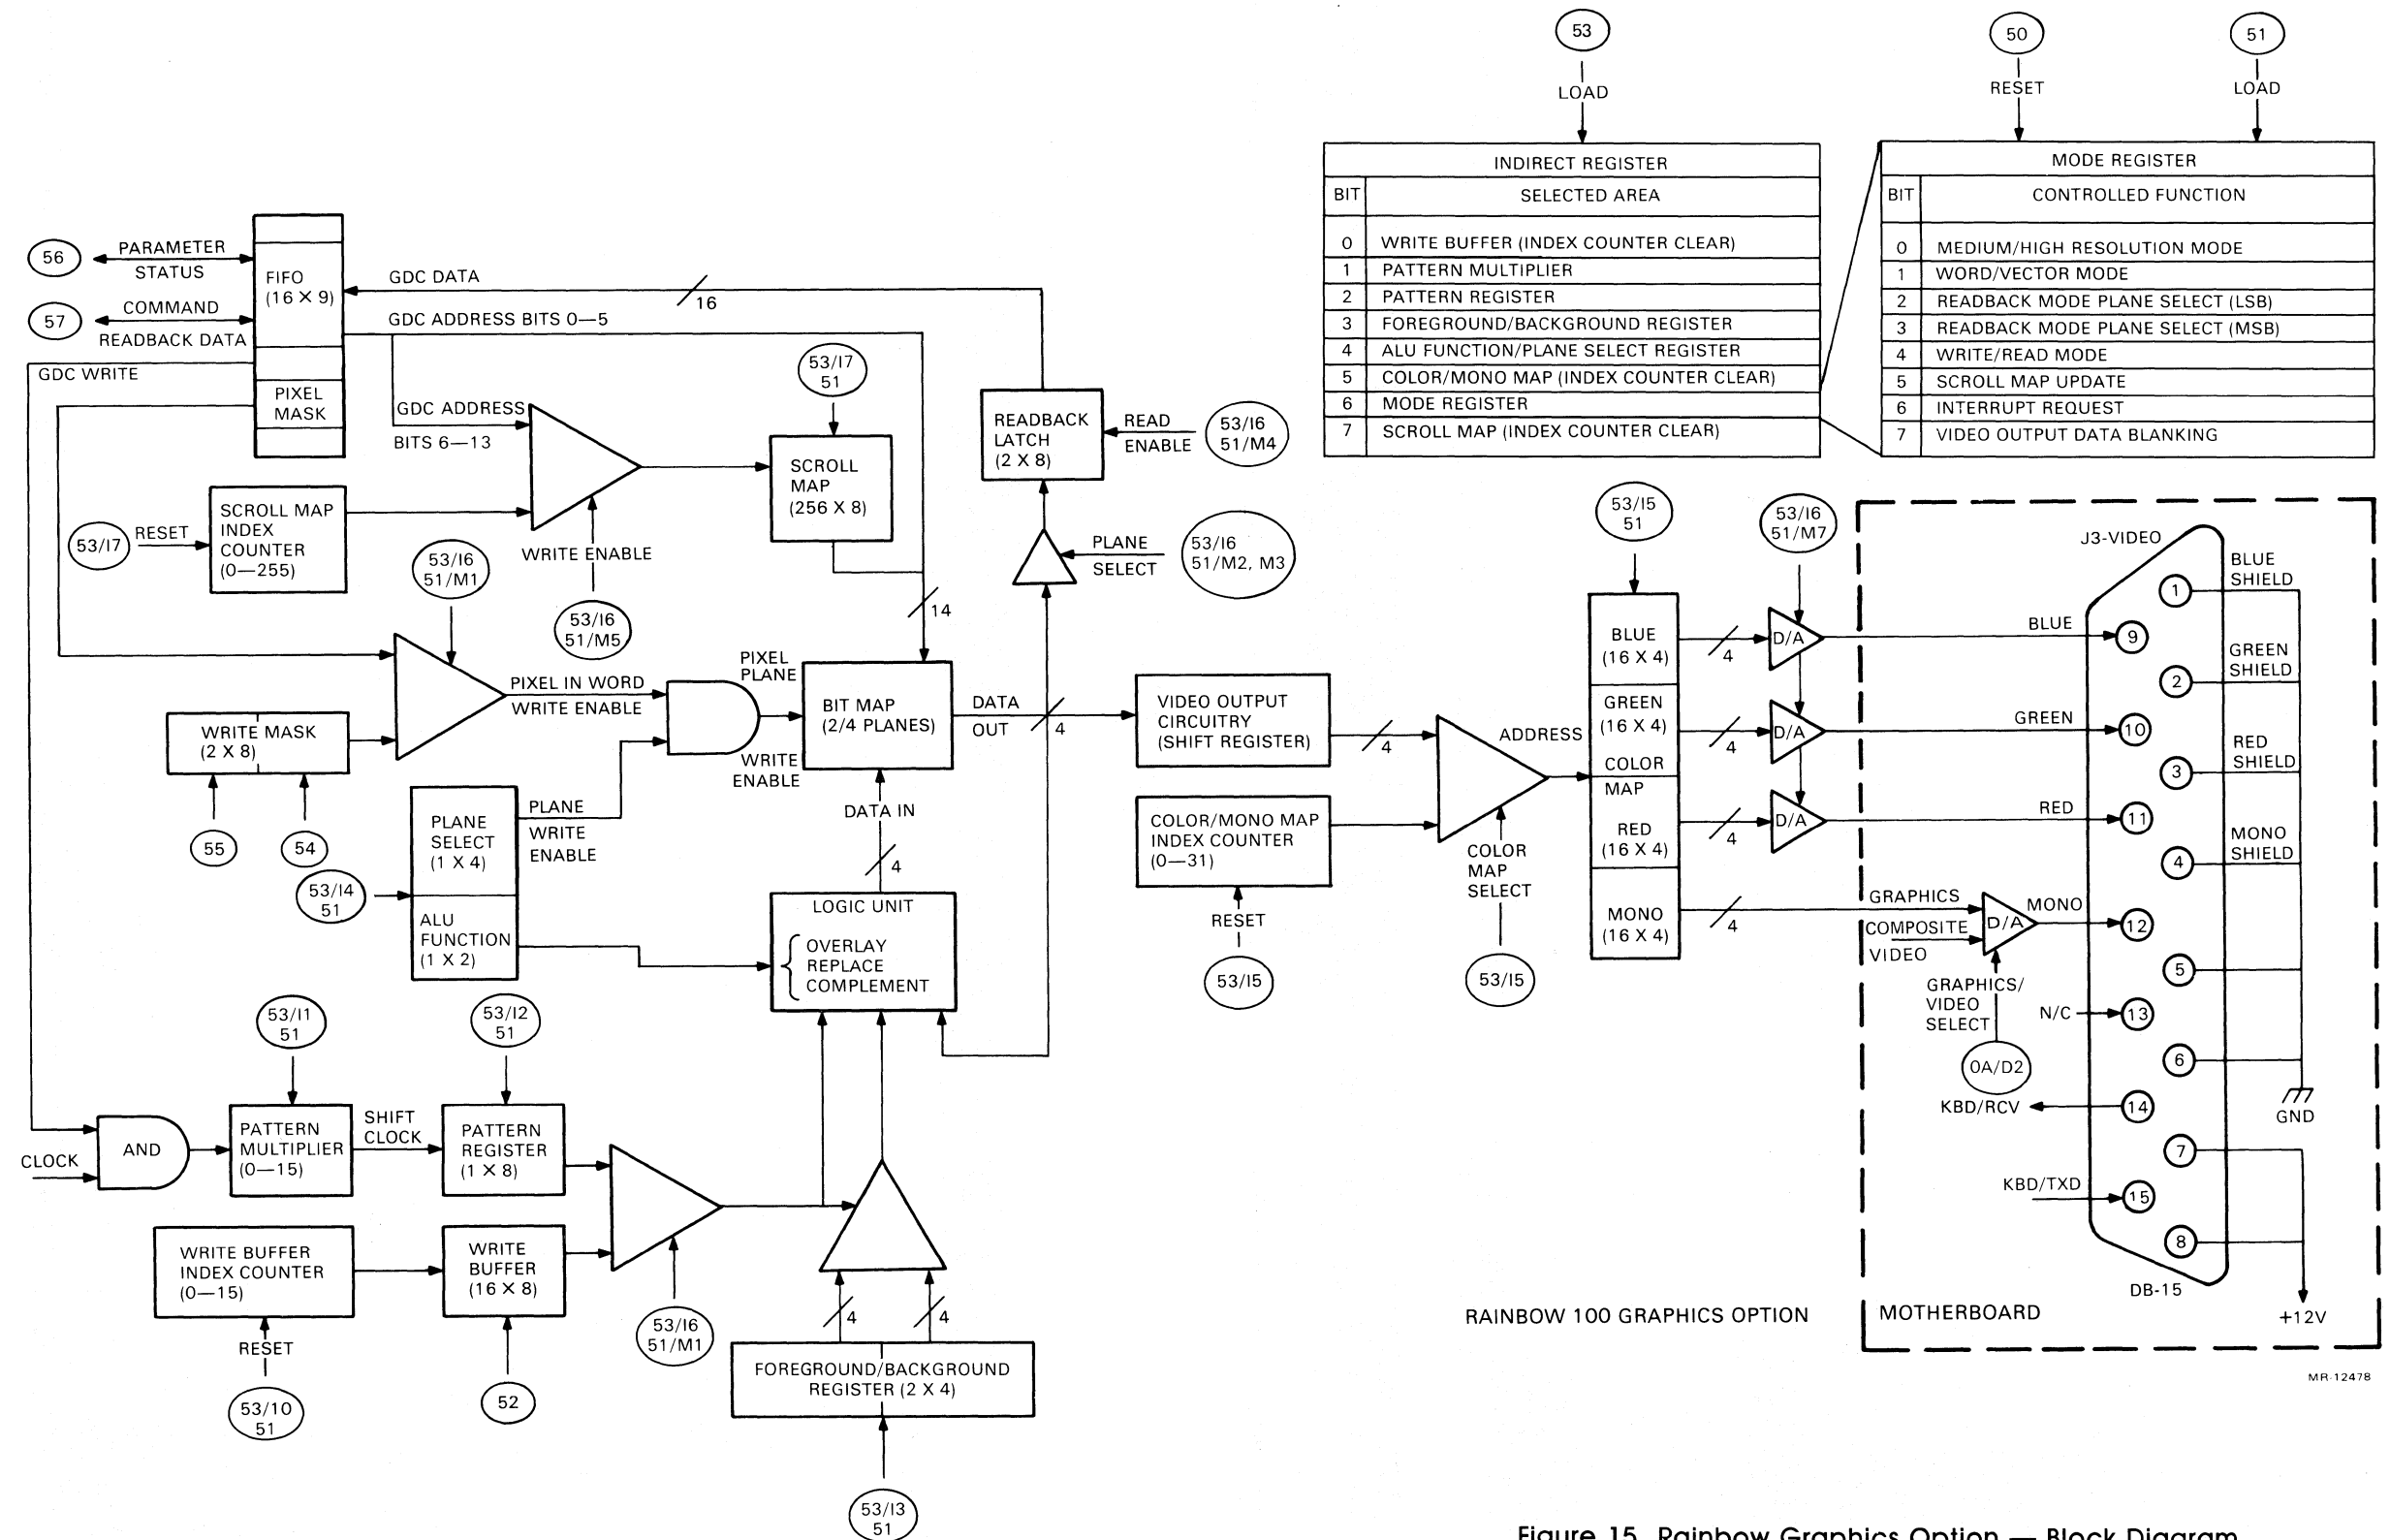 53
LOAD
50
RESET
51
LOAD
INDIRECT REGISTER
BIT SELECTED AREA
0 WRITE BUFFER (INDEX COUNTER CLEAR)
1 PATTERN MULTIPLIER
2 PATTERN REGISTER
3 FOREGROUND/BACKGROUND REGISTER
4 ALU FUNCTION/PLANE SELECT REGISTER
5 COLOR/MONO MAP (INDEX COUNTER CLEAR)
6 MODE REGISTER
7 SCROLL MAP (INDEX COUNTER CLEAR)
MODE REGISTER
BIT CONTROLLED FUNCTION
0 MEDIUM/HIGH RESOLUTION MODE
1 WORD/VECTOR MODE
2 READBACK MODE PLANE SELECT (LSB)
3 READBACK MODE PLANE SELECT (MSB)
4 WRITE/READ MODE
5 SCROLL MAP UPDATE
6 INTERRUPT REQUEST
7 VIDEO OUTPUT DATA BLANKING
56
PARAMETER
STATUS
57
COMMAND
READBACK DATA
FIFO
(16 X 9)
PIXEL
MASK
GDC DATA
16
GDC ADDRESS BITS 0—5
GDC WRITE
GDC ADDRESS
BITS 6—13
53/I7
51
SCROLL
MAP
(256 X 8)
READBACK
LATCH
(2 X 8)
READ
ENABLE
53/I6
51/M4
PLANE
SELECT
53/I6
51/M2, M3
53/I7
RESET
SCROLL MAP
INDEX
COUNTER
(0—255)
WRITE ENABLE
53/I6
51/M5
53/I6
51/M1
14
WRITE MASK
(2 X 8)
55
54
PIXEL IN WORD
WRITE ENABLE
PIXEL
PLANE
WRITE
ENABLE
BIT MAP
(2/4 PLANES)
DATA
OUT
4
PLANE
SELECT
(1 X 4)
PLANE
WRITE
ENABLE
53/I4
51
ALU
FUNCTION
(1 X 2)
DATA IN
4
LOGIC UNIT
OVERLAY
REPLACE
COMPLEMENT
VIDEO OUTPUT
CIRCUITRY
(SHIFT REGISTER)
4
COLOR/MONO MAP
INDEX COUNTER
(0—31)
RESET
53/I5
ADDRESS
COLOR
MAP
SELECT
53/I5
53/I5
51
BLUE
(16 X 4)
GREEN
(16 X 4)
COLOR
MAP
RED
(16 X 4)
MONO
(16 X 4)
4
4
4
4
53/I6
51/M7
D/A
D/A
D/A
J3-VIDEO
BLUE
GREEN
RED
GRAPHICS
COMPOSITE
VIDEO
D/A
MONO
GRAPHICS/
VIDEO
SELECT
0A/D2
N/C
KBD/RCV
KBD/TXD
1
9
2
10
3
11
4
12
5
13
6
14
7
15
8
BLUE
SHIELD
GREEN
SHIELD
RED
SHIELD
MONO
SHIELD
GND
+12V
DB-15
MOTHERBOARD
RAINBOW 100 GRAPHICS OPTION
MR-12478
CLOCK
AND
53/I1
51
PATTERN
MULTIPLIER
(0—15)
SHIFT
CLOCK
53/I2
51
PATTERN
REGISTER
(1 X 8)
WRITE BUFFER
INDEX COUNTER
(0—15)
RESET
53/10
51
WRITE
BUFFER
(16 X 8)
52
53/I6
51/M1
4
4
FOREGROUND/BACKGROUND
REGISTER (2 X 4)
53/I3
51
Figure 15. Rainbow Graphics Option — Block Diagram